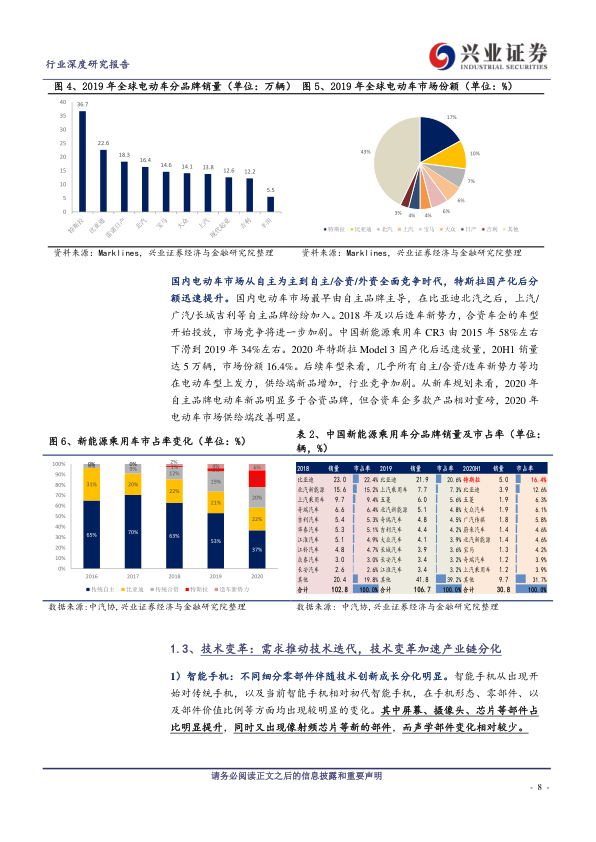 兴业证券
INDUSTRIAL SECURITIES
行业深度研究报告
图 4、2019 年全球电动车分品牌销量（单位：万辆）
40
35
30
25
20
15
10
5
0
36.7
22.6
18.3
16.4
14.6
14.1
13.8
12.6
12.2
5.5
特斯拉
比亚迪
雷诺日产
北汽
宝马
大众
上汽
现代起亚
吉利
丰田
资料来源：Marklines，兴业证券经济与金融研究院整理
图 5、2019 年全球电动车市场份额（单位：%）
17%
10%
7%
6%
6%
4%
4%
3%
43%
特斯拉 比亚迪 北汽 上汽 宝马 大众 日产 吉利 其他
资料来源：Marklines，兴业证券经济与金融研究院整理
国内电动车市场从自主为主到自主/合资/外资全面竞争时代，特斯拉国产化后分
额迅速提升。国内电动车市场最早由自主品牌主导，在比亚迪北汽之后，上汽/
广汽/长城吉利等自主品牌纷纷加入。2018 年及以后造车新势力，合资车企的车型
开始投放，市场竞争将进一步加剧。中国新能源乘用车 CR3 由 2015 年 58%左右
下滑到 2019 年 34%左右。2020 年特斯拉 Model 3 国产化后迅速放量，20H1 销量
达 5 万辆，市场份额 16.4%。后续车型来看，几乎所有自主/合资/造车新势力等均
在电动车型上发力，供给端新品增加，行业竞争加剧。从新车规划来看，2020 年
自主品牌电动车新品明显多于合资品牌，但合资车企多款产品相对重磅，2020 年
电动车市场供给端改善明显。
图 6、新能源乘用车市占率变化（单位：%）
100%
90%
80%
70%
60%
50%
40%
30%
20%
10%
0%
65%
31%
70%
20%
9%
0%
63%
22%
12%
2%
53%
21%
19%
37%
22%
20%
6%
2016 2017 2018 2019 2020
传统自主 比亚迪 传统合资 特斯拉 造车新势力
数据来源：中汽协，兴业证券经济与金融研究院整理
表 2、中国新能源乘用车分品牌销量及市占率（单位：
辆，%）
2018 销量 市占率 2019 销量 市占率 2020H1 销量 市占率
比亚迪 23.0 22.4% 比亚迪 21.9 20.6% 特斯拉 5.0 16.4%
北汽新能源 15.6 15.2% 上汽乘用车 7.7 7.3% 比亚迪 3.9 12.6%
上汽乘用车 9.7 9.4% 五菱 6.0 5.6% 五菱 1.9 6.3%
奇瑞汽车 6.6 6.4% 北汽新能源 5.1 4.8% 大众汽车 1.9 6.1%
吉利汽车 5.4 5.3% 奇瑞汽车 4.8 4.5% 广汽传祺 1.8 5.8%
华泰汽车 5.3 5.1% 吉利汽车 4.4 4.2% 蔚来汽车 1.4 4.6%
江淮汽车 5.1 4.9% 大众汽车 4.1 3.9% 北汽新能源 1.4 4.6%
江铃汽车 4.8 4.7% 长城汽车 3.9 3.6% 宝马 1.3 4.2%
众泰汽车 3.0 3.0% 长安汽车 3.4 3.2% 奇瑞汽车 1.2 3.9%
长安汽车 2.6 2.6% 江淮汽车 3.4 3.2% 上汽乘用车 1.2 3.9%
其他 20.4 19.8% 其他 41.8 39.2% 其他 9.7 31.7%
合计 102.8 100.0% 合计 106.7 100.0% 合计 30.8 100.0%
数据来源：中汽协，兴业证券经济与金融研究院整理
1.3、技术变革：需求推动技术迭代，技术变革加速产业链分化
1）智能手机：不同细分零部件伴随技术创新成长分化明显。智能手机从出现开
始对传统手机，以及当前智能手机相对初代智能手机，在手机形态、零部件、以
及部件价值比例等方面均出现较明显的变化。其中屏幕、摄像头、芯片等部件占
比明显提升，同时又出现像射频芯片等新的部件，而声学部件变化相对较少。
请务必阅读正文之后的信息披露和重要声明
- 8 -